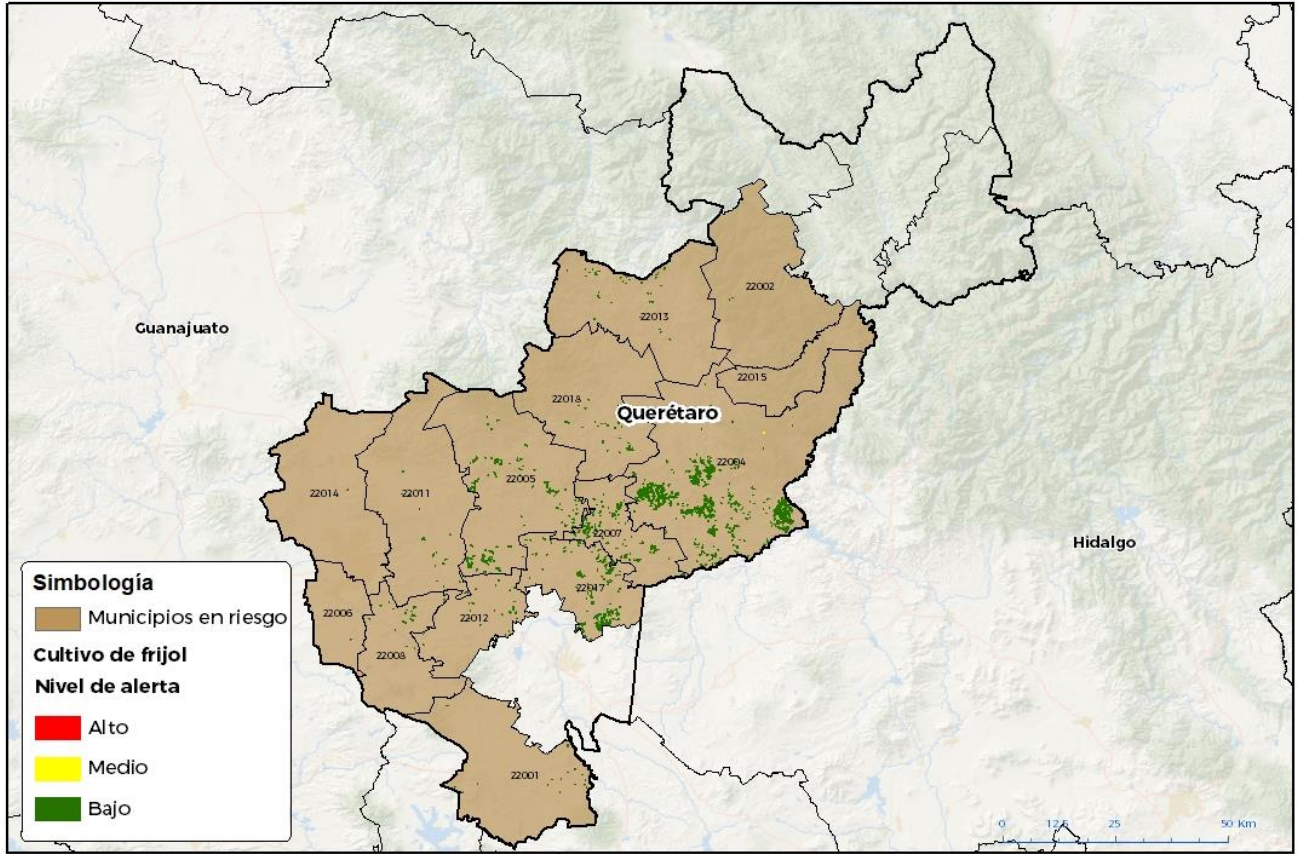 22002
22013
Guanajuato
22015
22018
Querétaro
22004
22005
22014
22011
22007
Hidalgo
22017
22006
22012
22008
22001
Simbología
Municipios en riesgo
Cultivo de frijol
Nivel de alerta
Alto
Medio
Bajo
0 12.5 25 50 Km